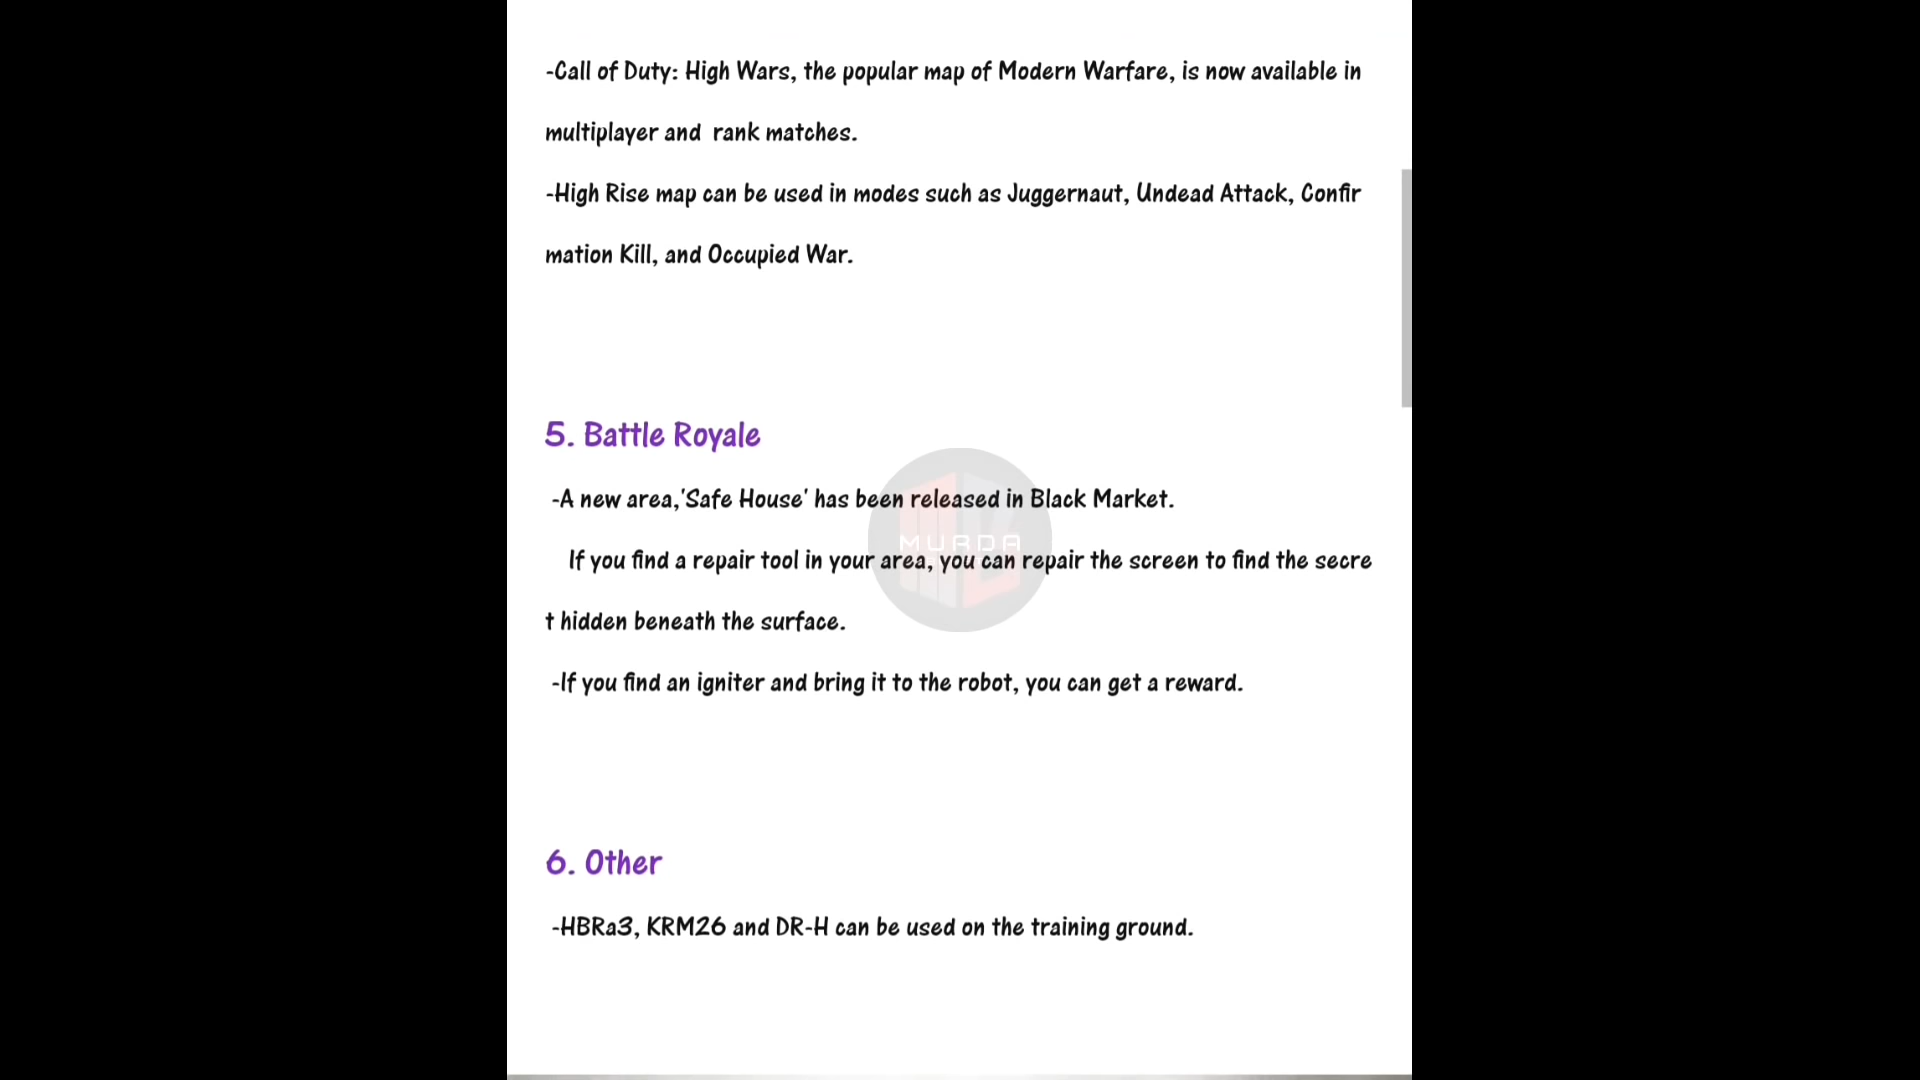 -Call of Duty: High Wars, the popular map of Modern Warfare, is now available in
multiplayer and  rank matches.
-High Rise map can be used in modes such as Juggernaut, Undead Attack, Confir
mation Kill, and Occupied War.
5. Battle Royale
-A new area,'Safe House' has been released in Black Market.
If you find a repair tool in your area, you can repair the screen to find the secre
t hidden beneath the surface.
-If you find an igniter and bring it to the robot, you can get a reward.
MURDA
6. Other
-HBRa3, KRM26 and DR-H can be used on the training ground.